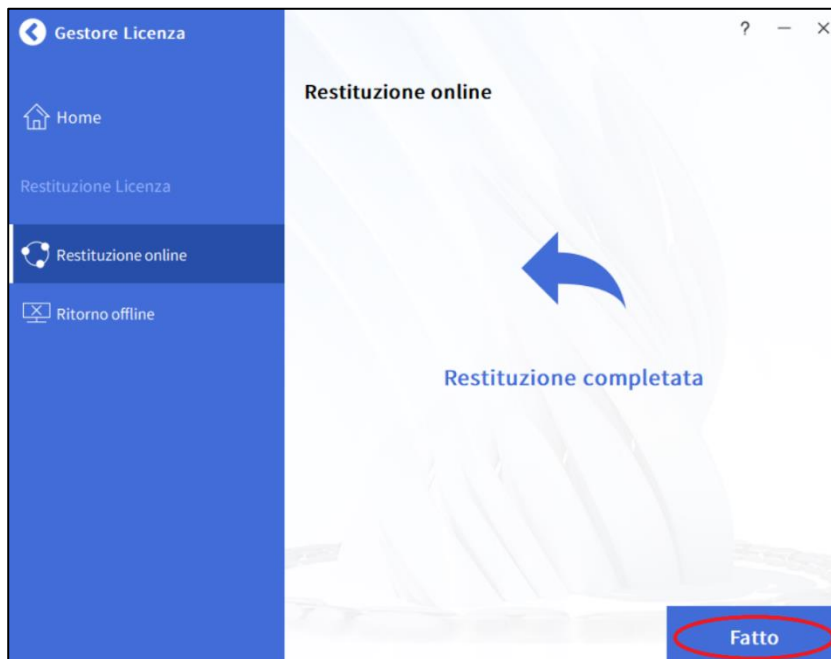 Gestore Licenza
? — ×
Home
Restituzione Licenza
Restituzione online
Ritorno offline
Restituzione online
Restituzione completata
Fatto